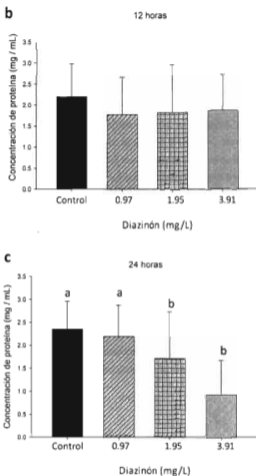 b
12 horas
Concentración de proteína (mg / mL)
3.5
3.0
2.5
2.0
1.5
1.0
0.5
0.0
Control 0.97 1.95 3.91
Diazinón (mg/L)
c
24 horas
Concentración de proteína (mg / mL)
3.5
3.0
2.5
2.0
1.5
1.0
0.5
0.0
a a b b
Control 0.97 1.95 3.91
Diazinón (mg/L)